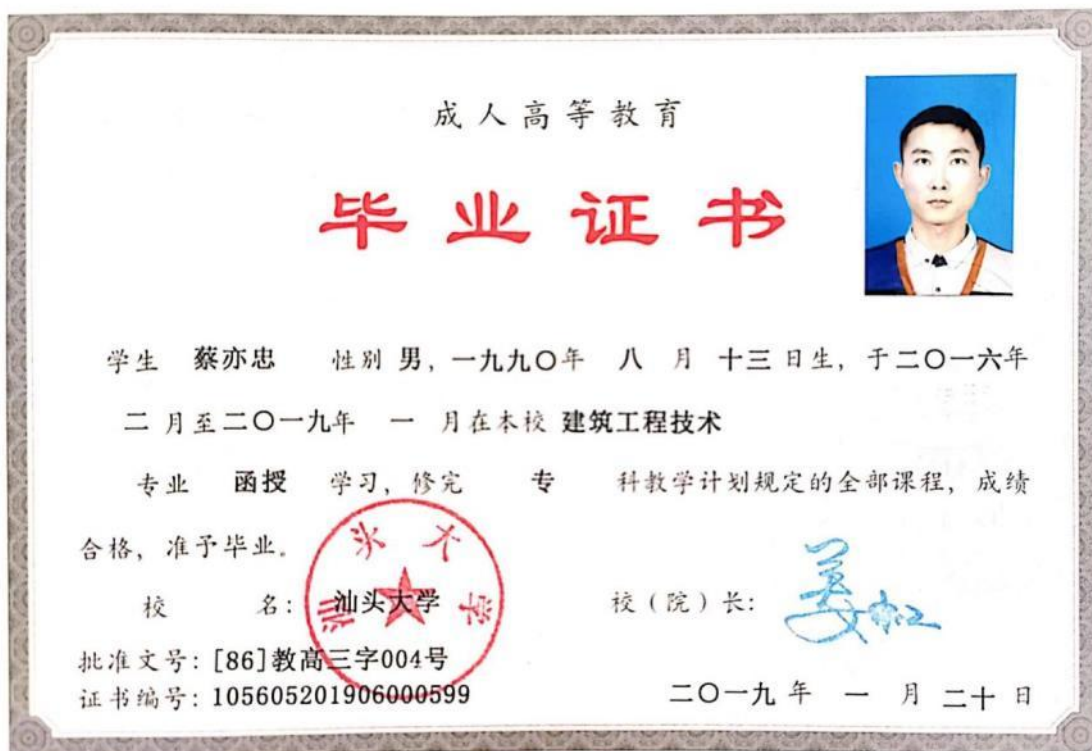 成人高等教育
毕业证书
学生 蔡亦忠 性别 男，一九九〇年 八 月 十三 日生，于二〇一六年
二 月至二〇一九年 一 月在本校 建筑工程技术
专业 函授 学习，修完 专 科教学计划规定的全部课程，成绩
合格，准予毕业。
汕头大学
校 名：汕头大学 校（院）长：
批准文号：[86]教高三字004号
证书编号：105605201906000599 二〇一九 年 一 月 二十 日